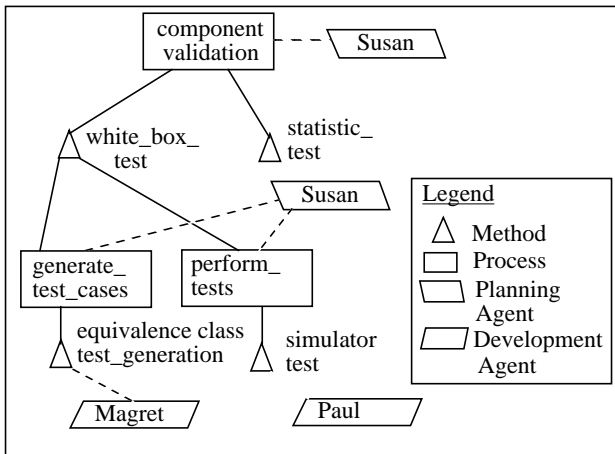 component
validation
Susan
white_box_
test
statistic_
test
Susan
generate_
test_cases
perform_
tests
equivalence class
test_generation
simulator
test
Magret
Paul
Legend
Method
Process
Planning
Agent
Development
Agent